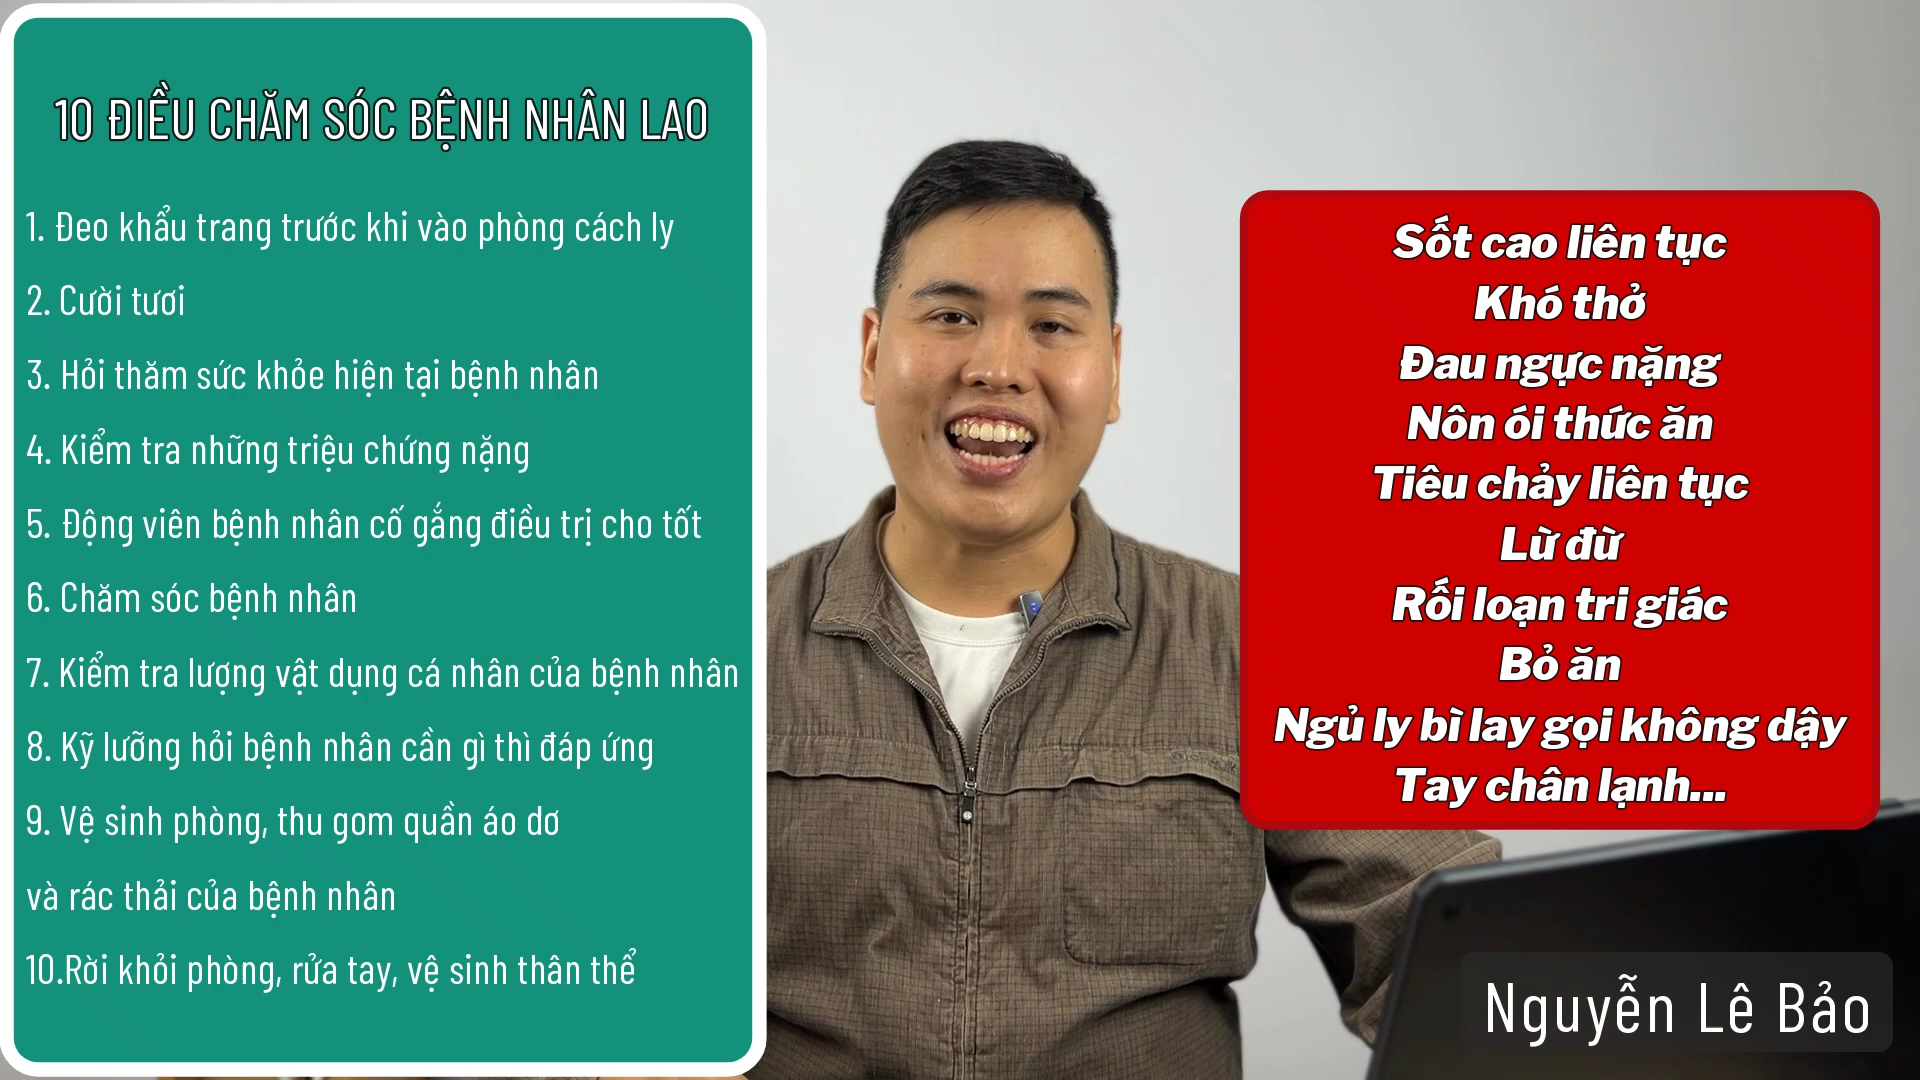 10 ĐIỀU CHĂM SÓC BỆNH NHÂN LAO
1. Đeo khẩu trang trước khi vào phòng cách ly
2. Cười tươi
3. Hỏi thăm sức khỏe hiện tại bệnh nhân
4. Kiểm tra những triệu chứng nặng
5. Động viên bệnh nhân cố gắng điều trị cho tốt
6. Chăm sóc bệnh nhân
7. Kiểm tra lượng vật dụng cá nhân của bệnh nhân
8. Kỹ lưỡng hỏi bệnh nhân cần gì thì đáp ứng
9. Vệ sinh phòng, thu gom quần áo dơ
và rác thải của bệnh nhân
10.Rời khỏi phòng, rửa tay, vệ sinh thân thể
Sốt cao liên tục
Khó thở
Đau ngực nặng
Nôn ói thức ăn
Tiêu chảy liên tục
Lừ đừ
Rối loạn tri giác
Bỏ ăn
Ngủ ly bì lay gọi không dậy
Tay chân lạnh...
Nguyễn Lê Bảo